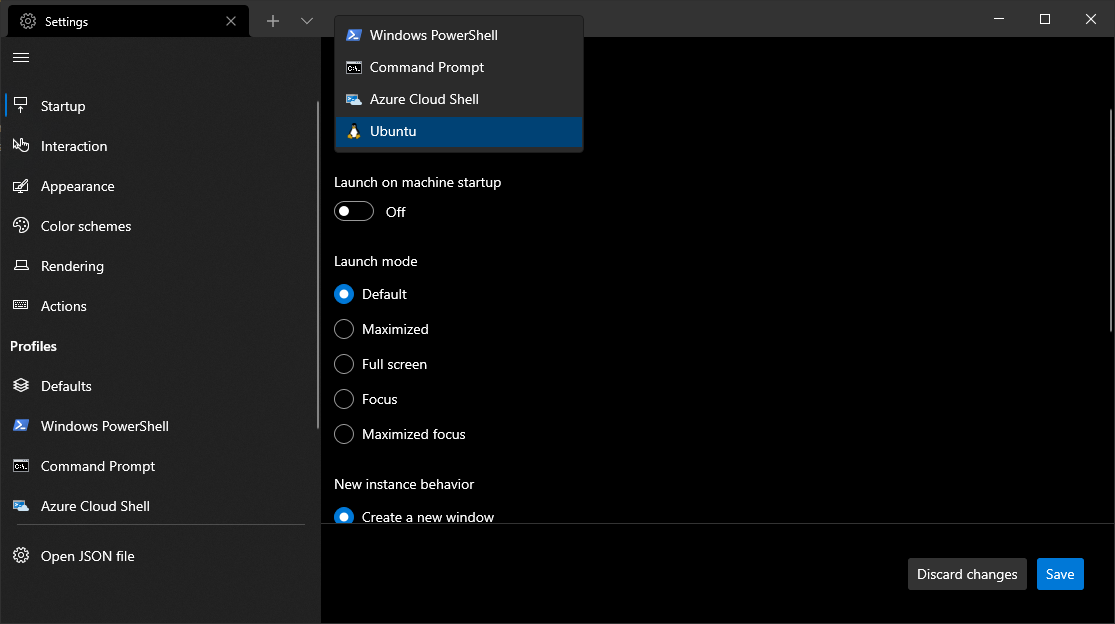 Settings
Startup
Interaction
Appearance
Color schemes
Rendering
Actions
Profiles
Defaults
Windows PowerShell
Command Prompt
Azure Cloud Shell
Open JSON file
Windows PowerShell
Command Prompt
Azure Cloud Shell
Ubuntu
Launch on machine startup
Off
Launch mode
Default
Maximized
Full screen
Focus
Maximized focus
New instance behavior
Create a new window
Discard changes
Save